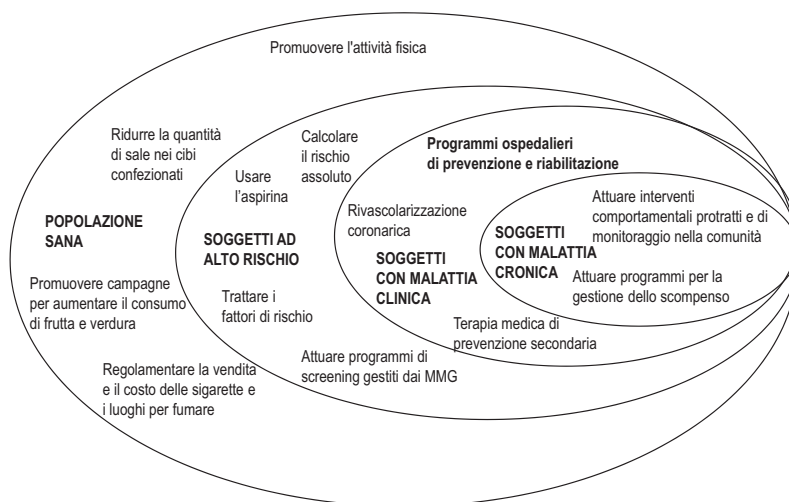 Promuovere l'attività fisica
Ridurre la quantità
di sale nei cibi
confezionati
Calcolare
il rischio
assoluto
Usare
l'aspirina
Programmi ospedalieri
di prevenzione e riabilitazione
Attuare interventi
comportamentali protratti e di
monitoraggio nella comunità
Rivascolarizzazione
coronarica
POPOLAZIONE
SANA
SOGGETTI AD
ALTO RISCHIO
SOGGETTI
CON MALATTIA
CLINICA
SOGGETTI
CON MALATTIA
CRONICA
Attuare programmi per la
gestione dello scompenso
Promuovere campagne
per aumentare il consumo
di frutta e verdura
Trattare i
fattori di rischio
Terapia medica di
prevenzione secondaria
Attuare programmi di
screening gestiti dai MMG
Regolamentare la vendita
e il costo delle sigarette e
i luoghi per fumare